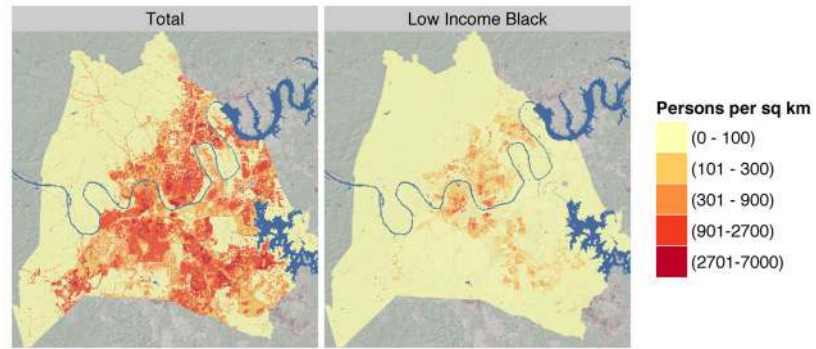 Total
Low Income Black
Persons per sq km
(0 - 100)
(101 - 300)
(301 - 900)
(901-2700)
(2701-7000)